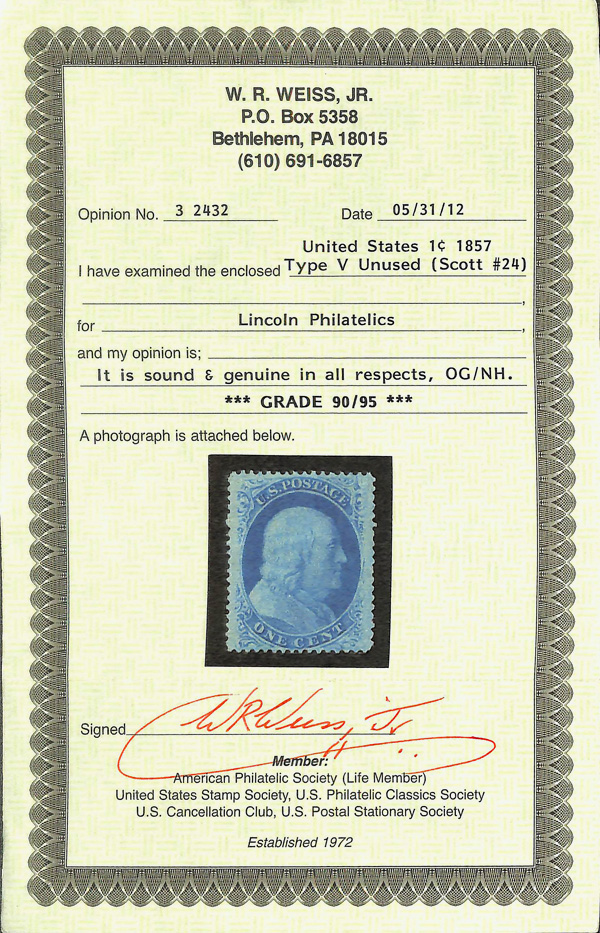 W. R. WEISS, JR.
P.O. Box 5358
Bethlehem, PA 18015
(610) 691-6857
Opinion No. 3 2432 Date 05/31/12
United States 1¢ 1857
I have examined the enclosed Type V Unused (Scott #24)
,
for Lincoln Philatelics ,
and my opinion is;
It is sound & genuine in all respects, OG/NH.
*** GRADE 90/95 ***
A photograph is attached below.
U.S. POSTAGE
ONE CENT
Signed WRWeiss, Jr.
Member:
American Philatelic Society (Life Member)
United States Stamp Society, U.S. Philatelic Classics Society
U.S. Cancellation Club, U.S. Postal Stationary Society
Established 1972